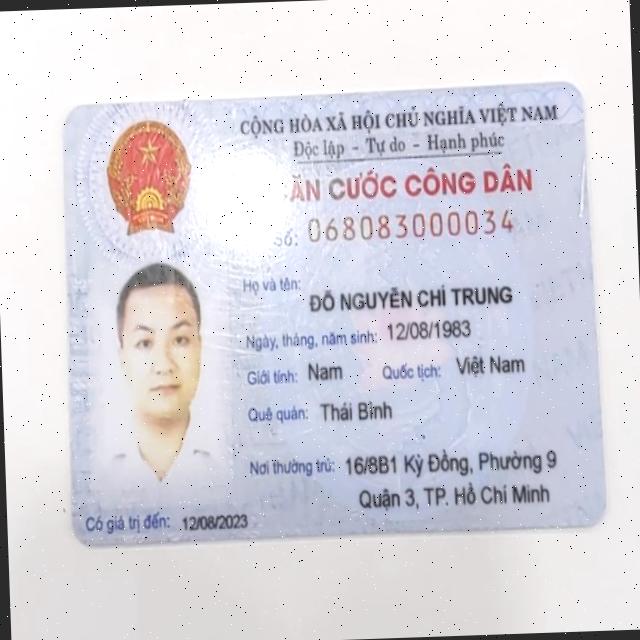 CỘNG HÒA XÃ HỘI CHỦ NGHĨA VIỆT NAM
Độc lập - Tự do - Hạnh phúc
ĂN CƯỚC CÔNG DÂN
Số: 068083000034
Họ và tên:
ĐỖ NGUYỄN CHÍ TRUNG
Ngày, tháng, năm sinh: 12/08/1983
Giới tính: Nam Quốc tịch: Việt Nam
Quê quán: Thái Bình
Nơi thường trú: 16/8B1 Kỳ Đồng, Phường 9
Quận 3, TP. Hồ Chí Minh
Có giá trị đến: 12/08/2023